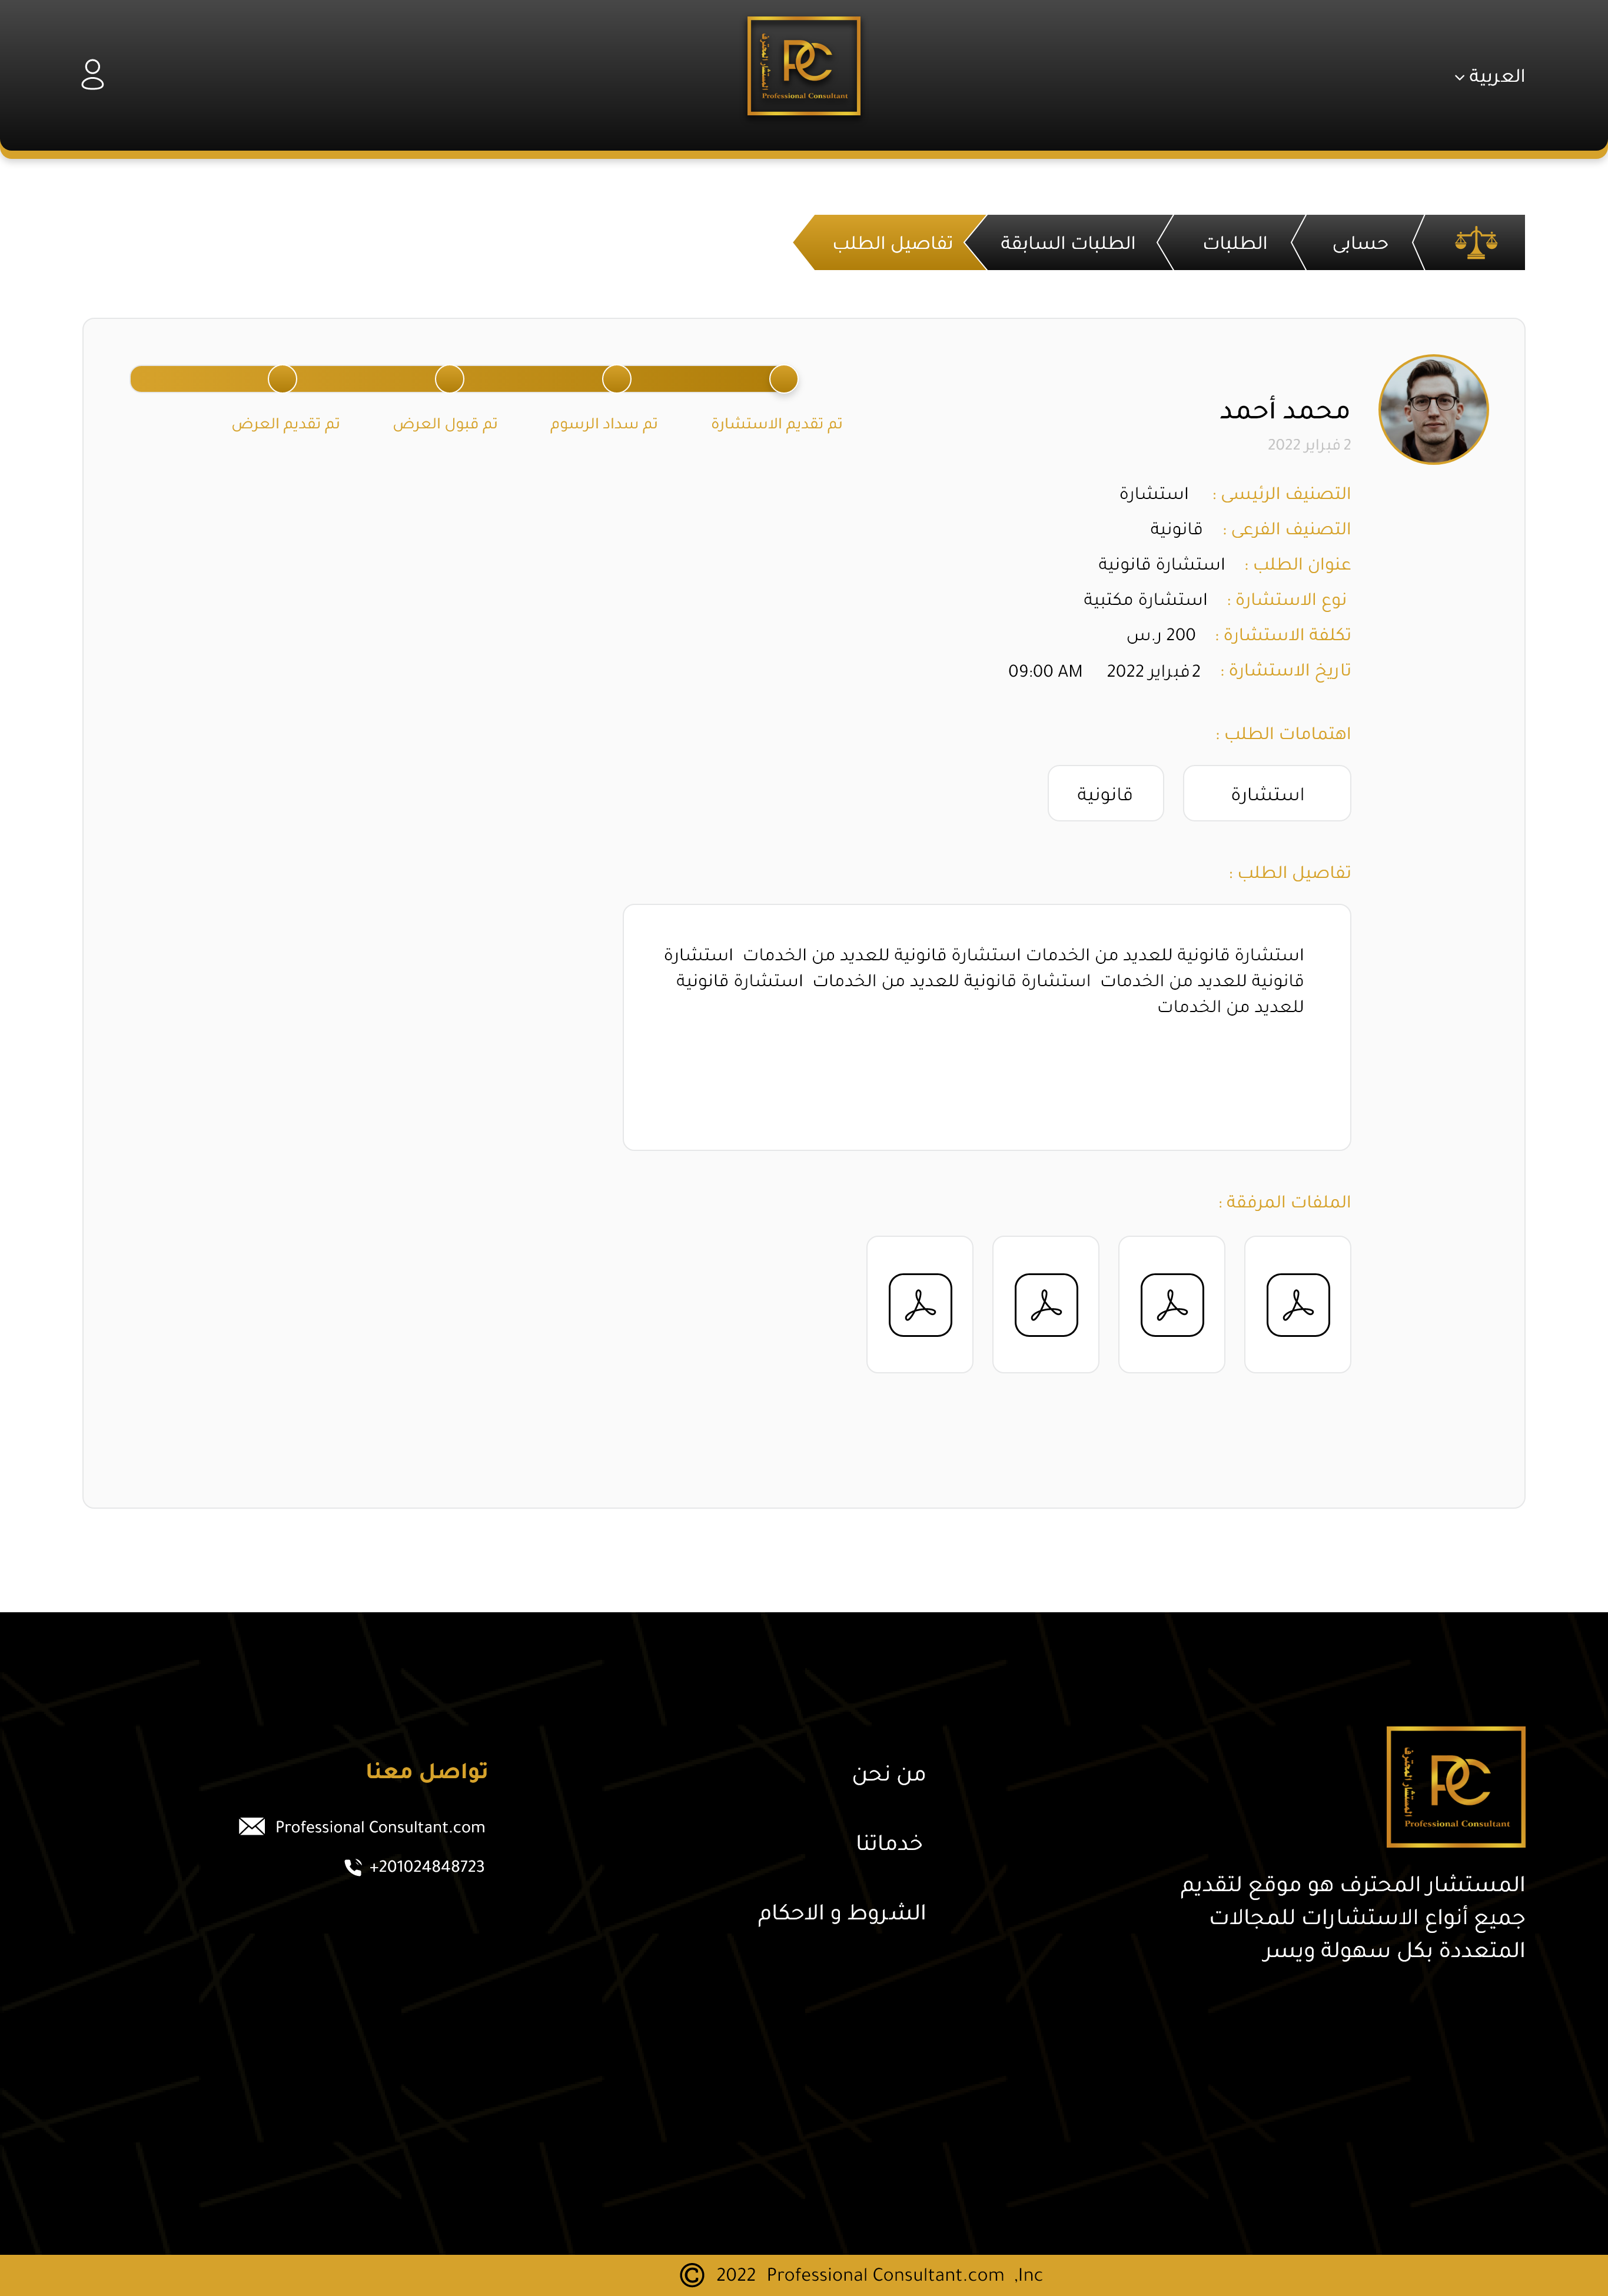 العربية
المستشار المحترف
PC
Professional Consultant
حسابى
الطلبات
الطلبات السابقة
تفاصيل الطلب
محمد أحمد
2 فبراير 2022
تم تقديم الاستشارة
تم سداد الرسوم
تم قبول العرض
تم تقديم العرض
التصنيف الرئيسى : استشارة
التصنيف الفرعى : قانونية
عنوان الطلب : استشارة قانونية
نوع الاستشارة : استشارة مكتبية
تكلفة الاستشارة : 200 ر.س
تاريخ الاستشارة : 2 فبراير 2022 09:00 AM
اهتمامات الطلب :
استشارة
قانونية
تفاصيل الطلب :
استشارة قانونية للعديد من الخدمات استشارة قانونية للعديد من الخدمات استشارة
قانونية للعديد من الخدمات استشارة قانونية للعديد من الخدمات استشارة قانونية
للعديد من الخدمات
الملفات المرفقة :
المستشار المحترف
PC
Professional Consultant
المستشار المحترف هو موقع لتقديم
جميع أنواع الاستشارات للمجالات
المتعددة بكل سهولة ويسر
من نحن
خدماتنا
الشروط و الاحكام
تواصل معنا
Professional Consultant.com
+201024848723
© 2022 Professional Consultant.com ,Inc